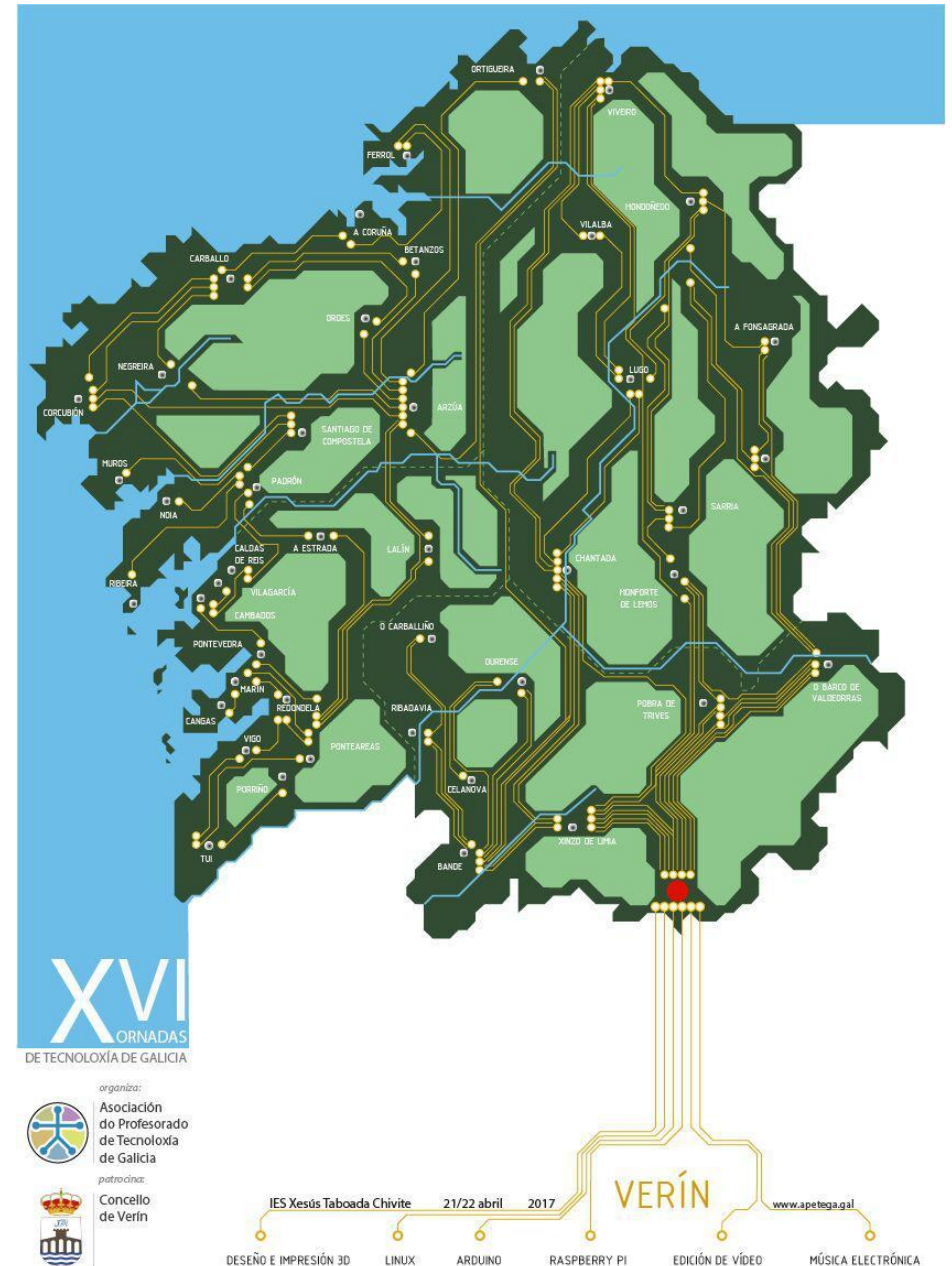 ORTIGUEIRA
VIVEIRO
FERROL
MONDOÑEDO
A CORUÑA
VILALBA
BETANZOS
CARBALLO
ORDES
A FONSAGRADA
NEGREIRA
LUGO
CORCUBIÓN
ARZÚA
SANTIAGO DE
COMPOSTELA
MUROS
PADRÓN
NOIA
SARRIA
CALDAS
DE REIS
A ESTRADA
LALÍN
CHANTADA
RIBEIRA
VILAGARCÍA
MONFORTE
DE LEMOS
CAMBADOS
O CARBALLIÑO
PONTEVEDRA
OURENSE
MARÍN
O BARCO DE
VALDEORRAS
CANGAS
REDONDELA
RIBADAVIA
POBRA DE
TRIVES
VIGO
PONTEAREAS
PORRIÑO
CELANOVA
XINZO DE LIMIA
TUI
BANDE
XVI
XORNADAS
DE TECNOLOXÍA DE GALICIA
organiza:
Asociación
do Profesorado
de Tecnoloxía
de Galicia
patrocina:
Concello
de Verín
VERÍN
IES Xesús Taboada Chivite 21/22 abril 2017 www.apetega.gal
DESEÑO E IMPRESIÓN 3D LINUX ARDUINO RASPBERRY PI EDICIÓN DE VÍDEO MÚSICA ELECTRÓNICA